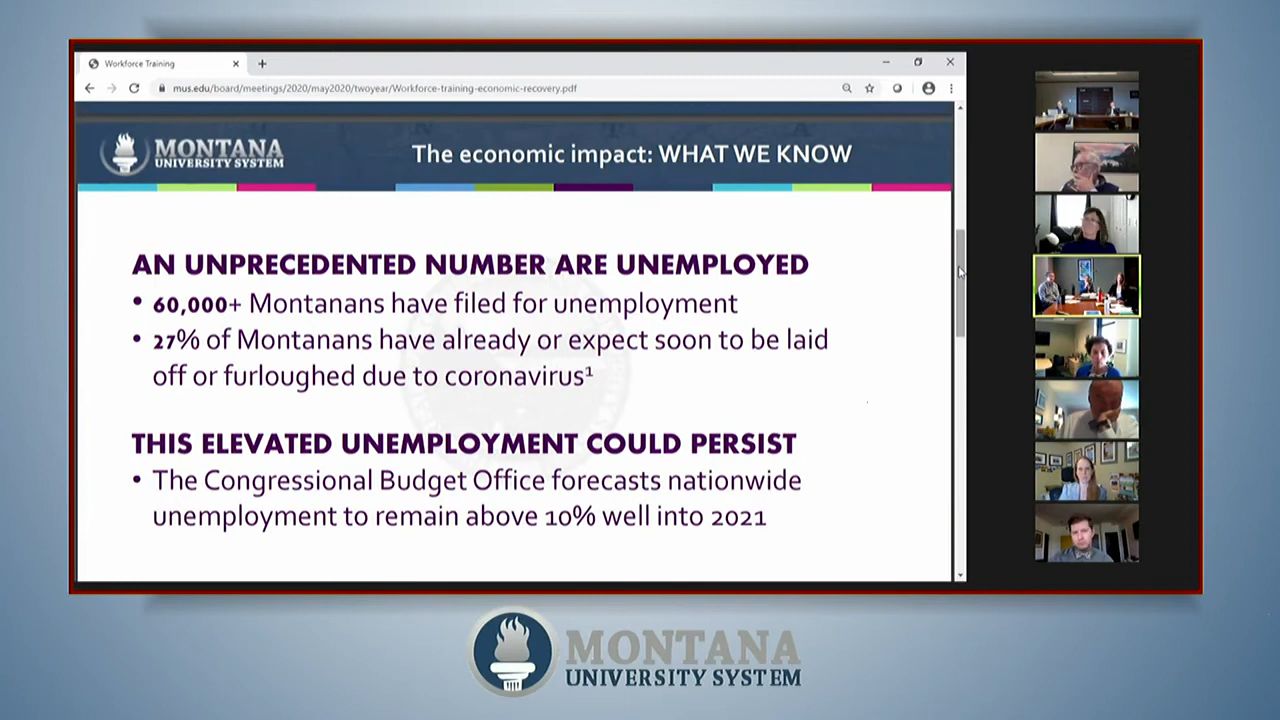 Workforce Training
mus.edu/board/meetings/2020/may2020/twoyear/Workforce-training-economic-recovery.pdf
MONTANA
UNIVERSITY SYSTEM
The economic impact: WHAT WE KNOW
AN UNPRECEDENTED NUMBER ARE UNEMPLOYED
• 60,000+ Montanans have filed for unemployment
• 27% of Montanans have already or expect soon to be laid
off or furloughed due to coronavirus¹
THIS ELEVATED UNEMPLOYMENT COULD PERSIST
• The Congressional Budget Office forecasts nationwide
unemployment to remain above 10% well into 2021
MONTANA
UNIVERSITY SYSTEM